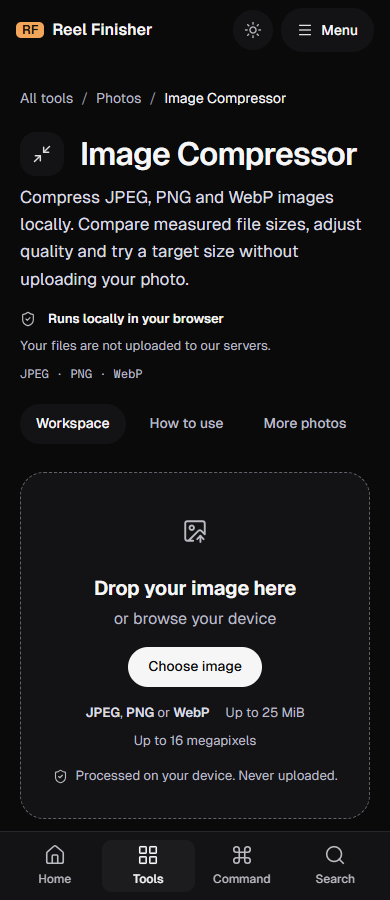 RF Reel Finisher Menu
All tools / Photos / Image Compressor
Image Compressor
Compress JPEG, PNG and WebP images
locally. Compare measured file sizes, adjust
quality and try a target size without
uploading your photo.
Runs locally in your browser
Your files are not uploaded to our servers.
JPEG · PNG · WebP
Workspace How to use More photos
Drop your image here
or browse your device
Choose image
JPEG, PNG or WebP Up to 25 MiB
Up to 16 megapixels
Processed on your device. Never uploaded.
Home Tools Command Search